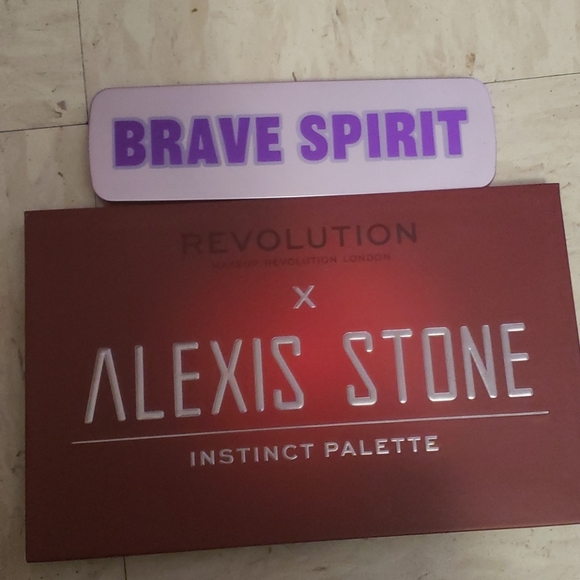 BRAVE SPIRIT
REVOLUTION
MAKEUP REVOLUTION LONDON
X
ALEXIS STONE
INSTINCT PALETTE